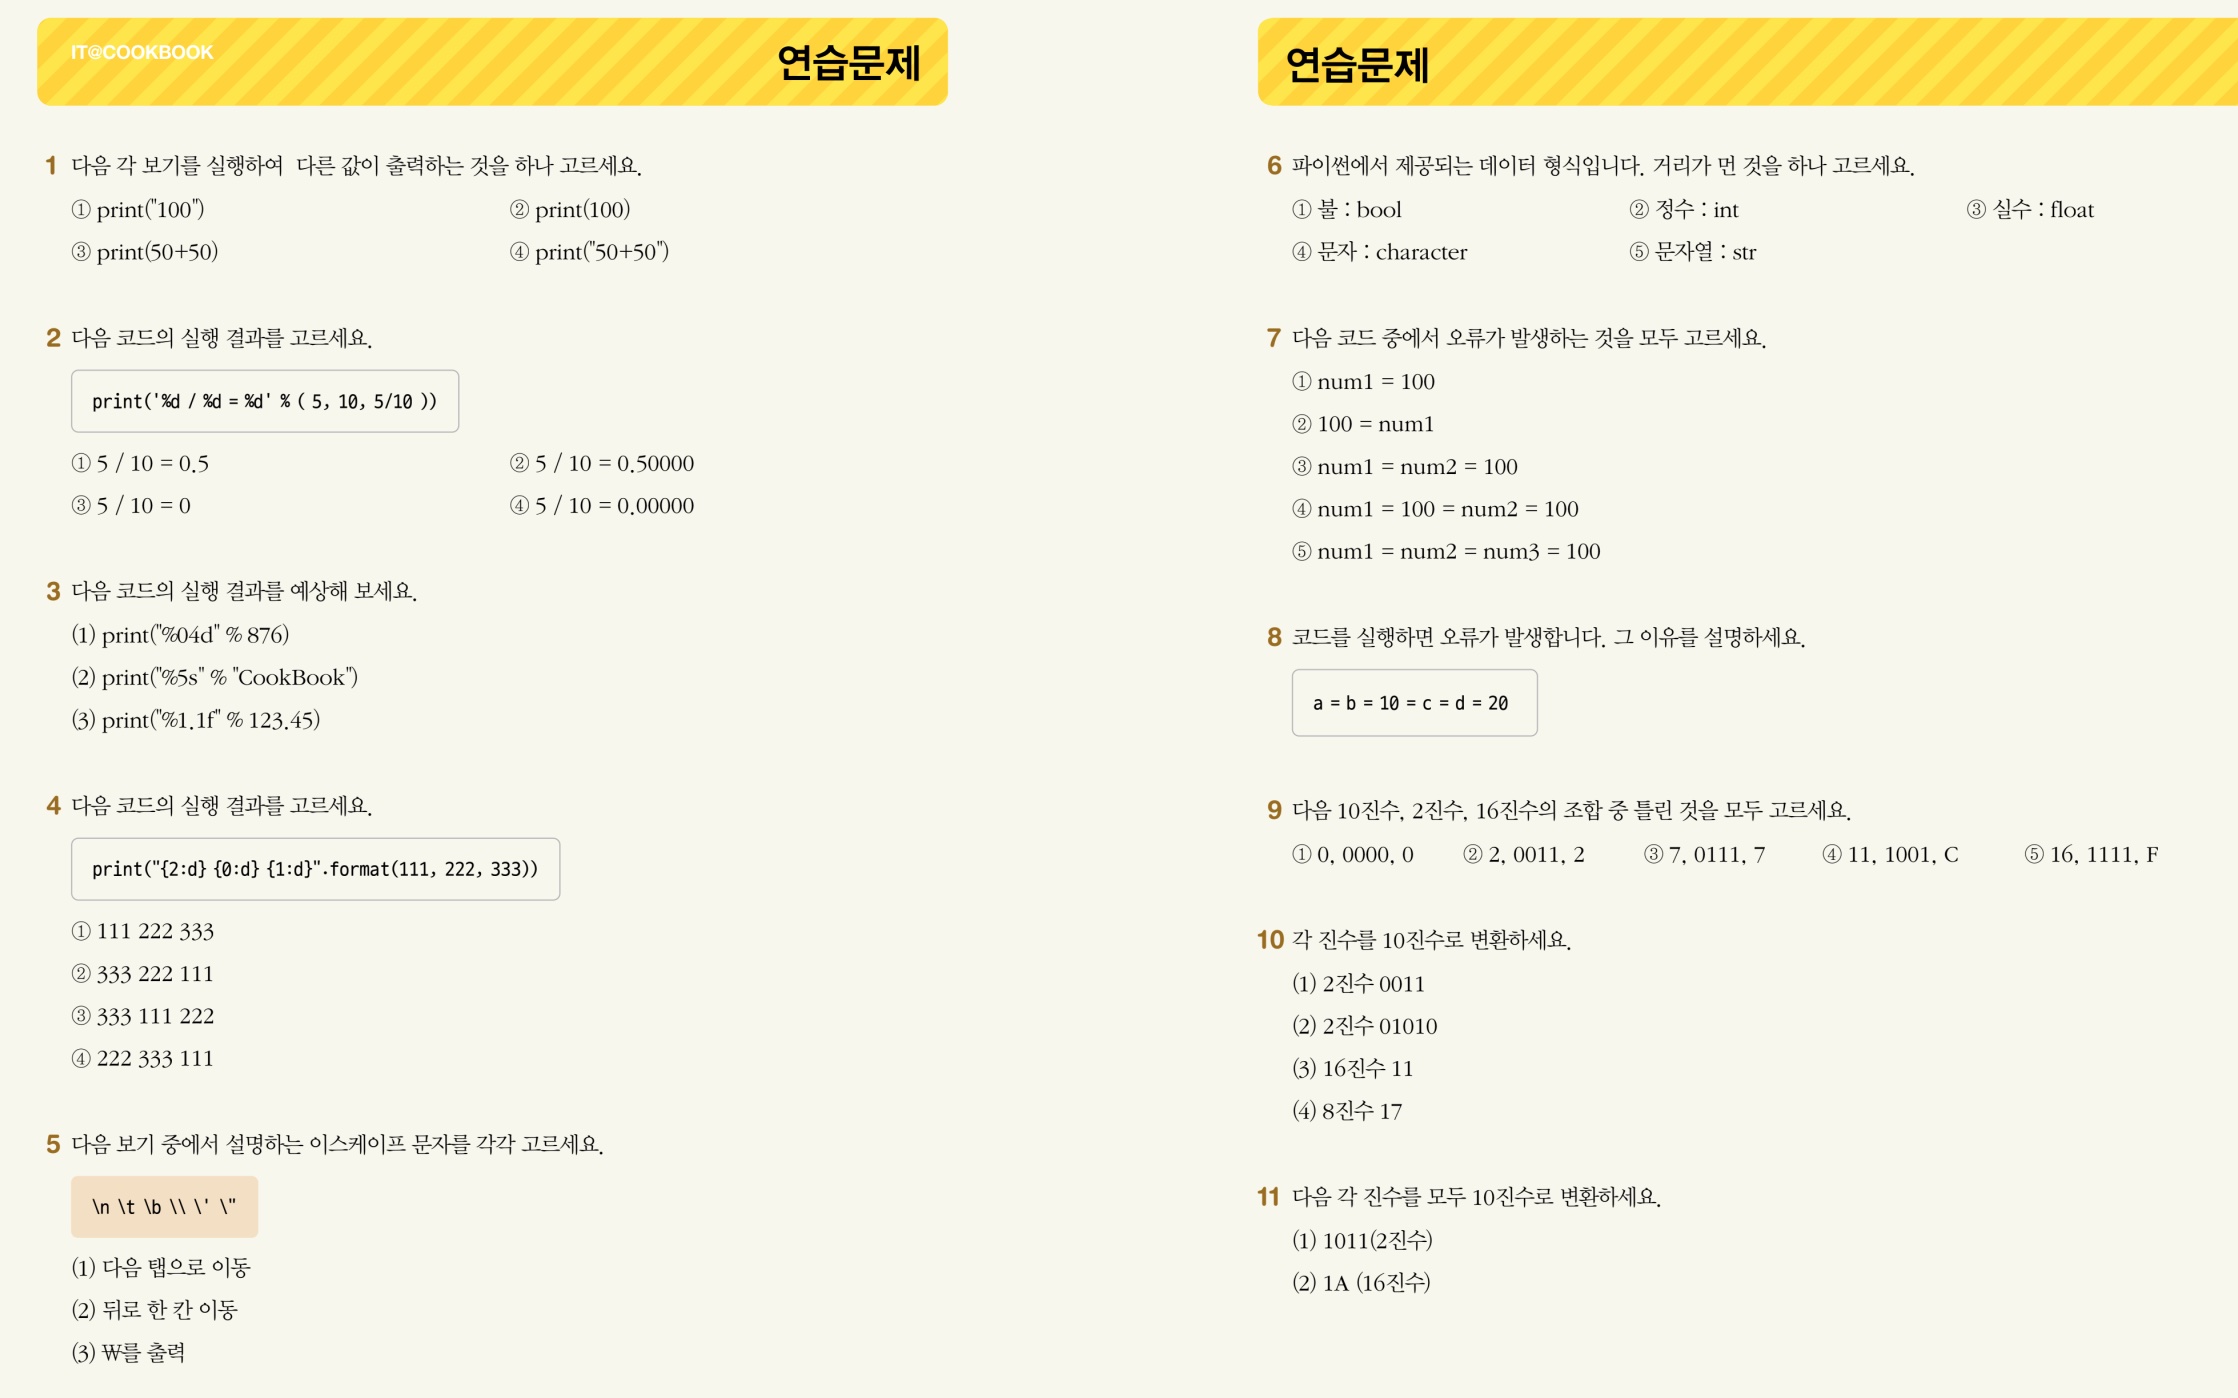 IT@COOKBOOK
연습문제
1 다음 각 보기를 실행하여 다른 값이 출력하는 것을 하나 고르세요.
① print("100") ② print(100)
③ print(50+50) ④ print("50+50")
2 다음 코드의 실행 결과를 고르세요.
print('%d / %d = %d' % ( 5, 10, 5/10 ))
① 5 / 10 = 0.5 ② 5 / 10 = 0.50000
③ 5 / 10 = 0 ④ 5 / 10 = 0.00000
3 다음 코드의 실행 결과를 예상해 보세요.
(1) print("%04d" % 876)
(2) print("%5s" % "CookBook")
(3) print("%1.1f" % 123.45)
4 다음 코드의 실행 결과를 고르세요.
print("{2:d} {0:d} {1:d}".format(111, 222, 333))
① 111 222 333
② 333 222 111
③ 333 111 222
④ 222 333 111
5 다음 보기 중에서 설명하는 이스케이프 문자를 각각 고르세요.
\n \t \b \\ \' \"
(1) 다음 탭으로 이동
(2) 뒤로 한 칸 이동
(3) ₩를 출력
연습문제
6 파이썬에서 제공되는 데이터 형식입니다. 거리가 먼 것을 하나 고르세요.
① 불 : bool ② 정수 : int ③ 실수 : float
④ 문자 : character ⑤ 문자열 : str
7 다음 코드 중에서 오류가 발생하는 것을 모두 고르세요.
① num1 = 100
② 100 = num1
③ num1 = num2 = 100
④ num1 = 100 = num2 = 100
⑤ num1 = num2 = num3 = 100
8 코드를 실행하면 오류가 발생합니다. 그 이유를 설명하세요.
a = b = 10 = c = d = 20
9 다음 10진수, 2진수, 16진수의 조합 중 틀린 것을 모두 고르세요.
① 0, 0000, 0 ② 2, 0011, 2 ③ 7, 0111, 7 ④ 11, 1001, C ⑤ 16, 1111, F
10 각 진수를 10진수로 변환하세요.
(1) 2진수 0011
(2) 2진수 01010
(3) 16진수 11
(4) 8진수 17
11 다음 각 진수를 모두 10진수로 변환하세요.
(1) 1011(2진수)
(2) 1A (16진수)